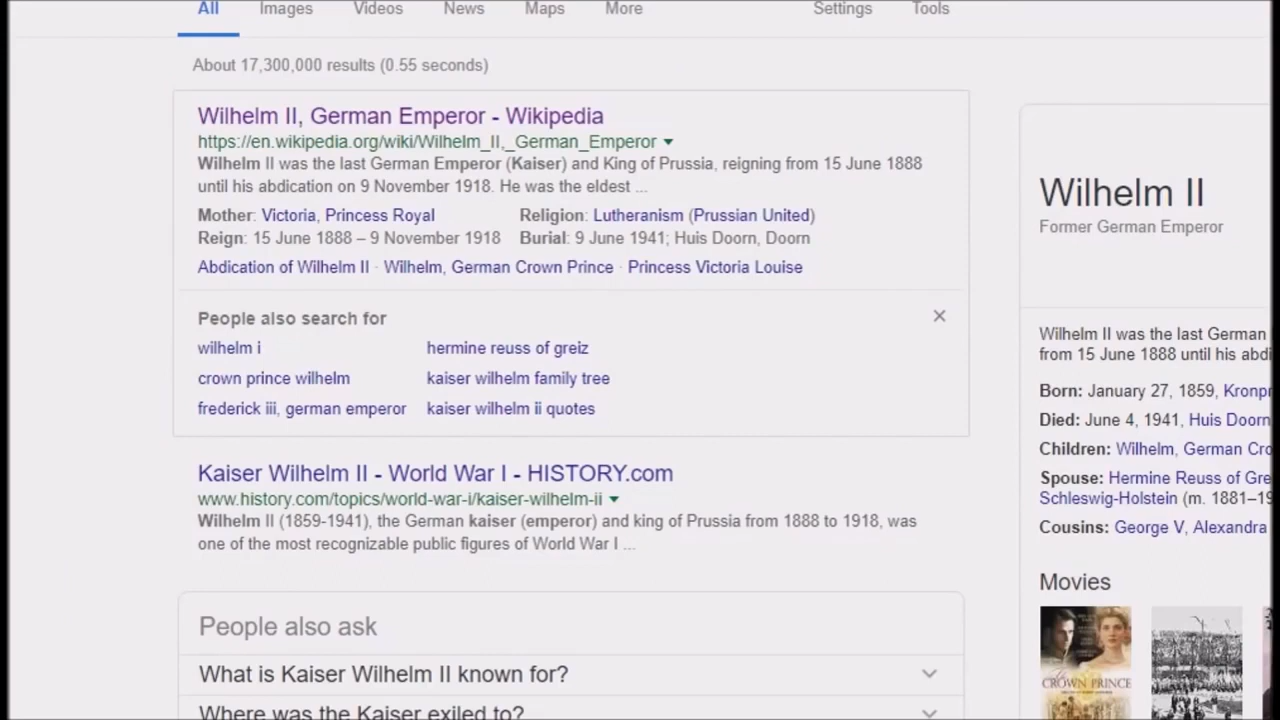 All Images Videos News Maps More Settings Tools
About 17,300,000 results (0.55 seconds)
Wilhelm II, German Emperor - Wikipedia
https://en.wikipedia.org/wiki/Wilhelm_II,_German_Emperor
Wilhelm II was the last German Emperor (Kaiser) and King of Prussia, reigning from 15 June 1888
until his abdication on 9 November 1918. He was the eldest ...
Mother: Victoria, Princess Royal Religion: Lutheranism (Prussian United)
Reign: 15 June 1888 – 9 November 1918 Burial: 9 June 1941; Huis Doorn, Doorn
Abdication of Wilhelm II · Wilhelm, German Crown Prince · Princess Victoria Louise
People also search for
wilhelm i hermine reuss of greiz
crown prince wilhelm kaiser wilhelm family tree
frederick iii, german emperor kaiser wilhelm ii quotes
Kaiser Wilhelm II - World War I - HISTORY.com
www.history.com/topics/world-war-i/kaiser-wilhelm-ii
Wilhelm II (1859-1941), the German kaiser (emperor) and king of Prussia from 1888 to 1918, was
one of the most recognizable public figures of World War I ...
People also ask
What is Kaiser Wilhelm II known for?
Where was the Kaiser exiled to?
Wilhelm II
Former German Emperor
Wilhelm II was the last German
from 15 June 1888 until his abdi
Born: January 27, 1859, Kronpr
Died: June 4, 1941, Huis Doorn
Children: Wilhelm, German Cro
Spouse: Hermine Reuss of Gre
Schleswig-Holstein (m. 1881–19
Cousins: George V, Alexandra
Movies
CROWN PRINCE